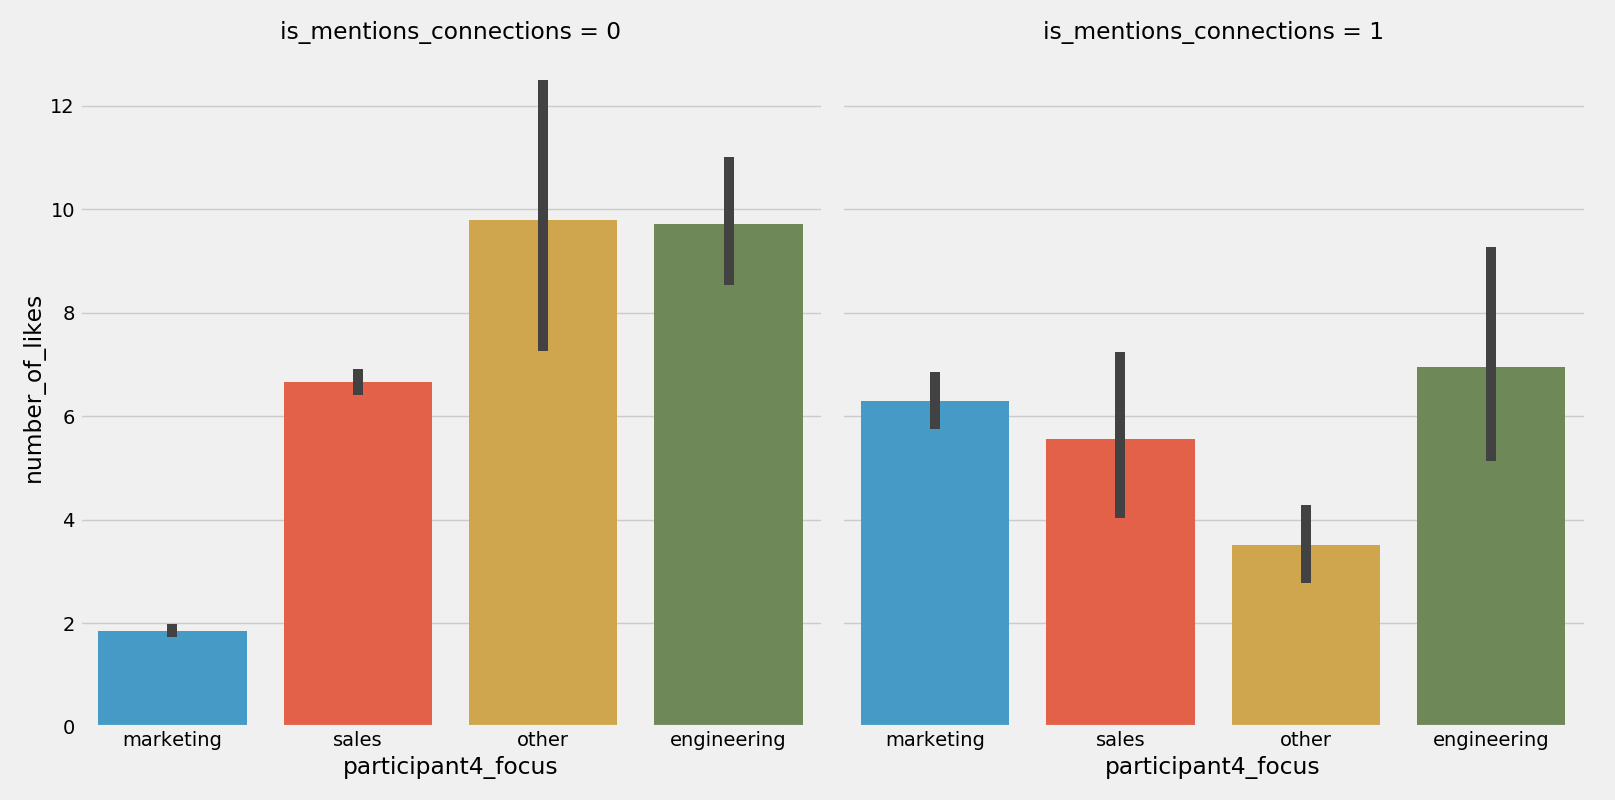 is_mentions_connections = 0
is_mentions_connections = 1
number_of_likes
12
10
8
6
4
2
0
marketing sales other engineering
marketing sales other engineering
participant4_focus
participant4_focus